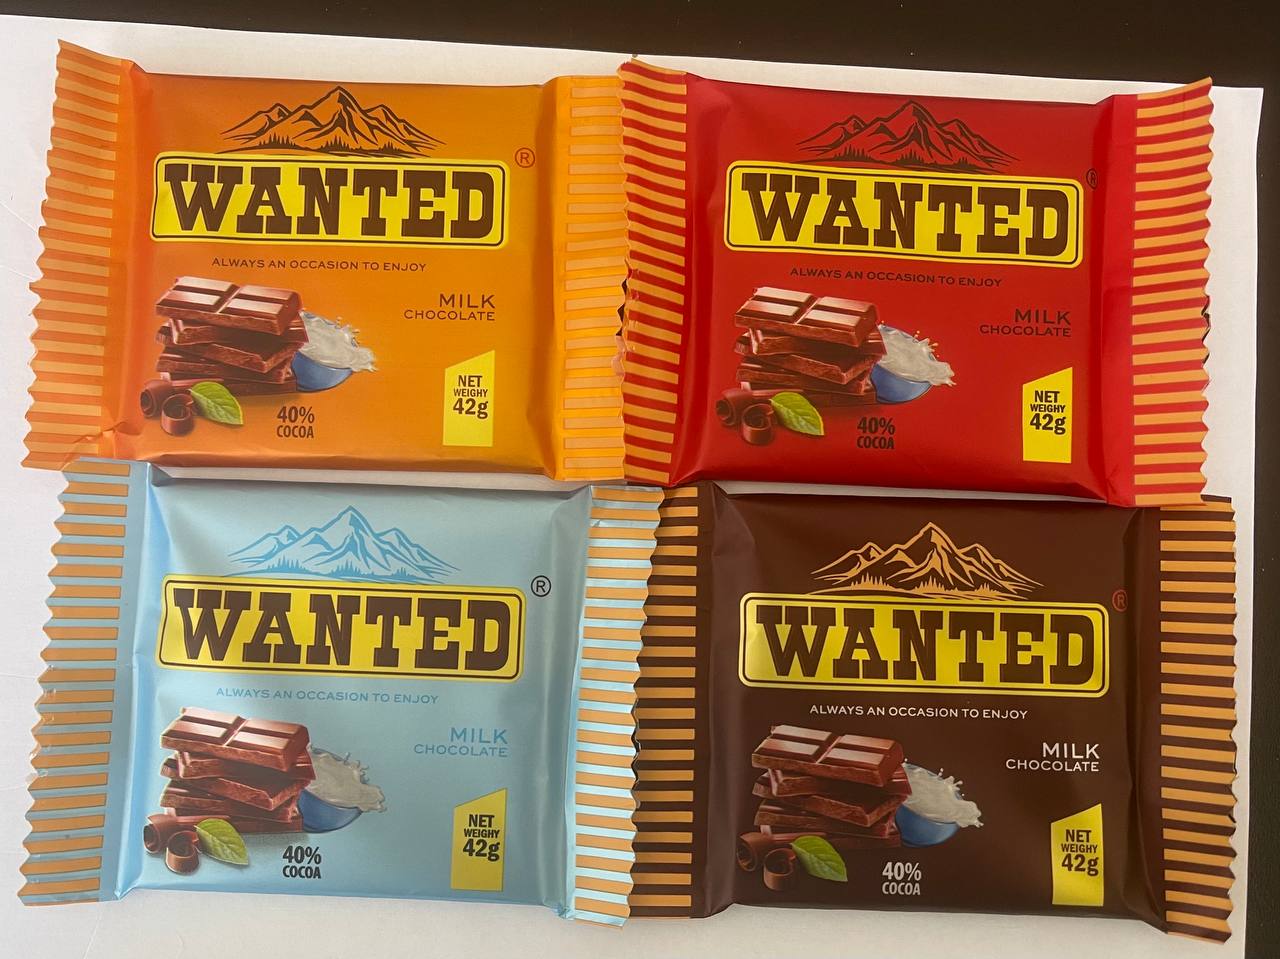 WANTED ®
ALWAYS AN OCCASION TO ENJOY
MILK
CHOCOLATE
NET
WEIGHY
42g
40%
COCOA
WANTED ®
ALWAYS AN OCCASION TO ENJOY
MILK
CHOCOLATE
NET
WEIGHY
42g
40%
COCOA
WANTED ®
ALWAYS AN OCCASION TO ENJOY
MILK
CHOCOLATE
NET
WEIGHY
42g
40%
COCOA
WANTED ®
ALWAYS AN OCCASION TO ENJOY
MILK
CHOCOLATE
NET
WEIGHY
42g
40%
COCOA